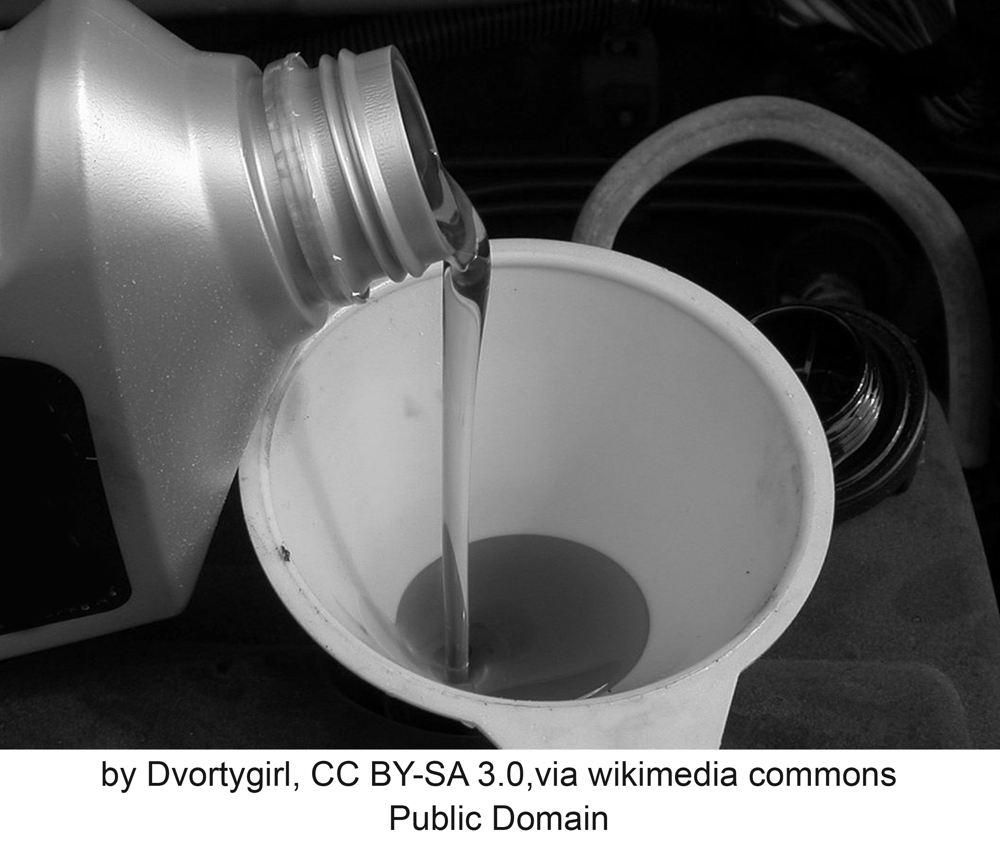 by Dvortygirl, CC BY-SA 3.0,via wikimedia commons
Public Domain